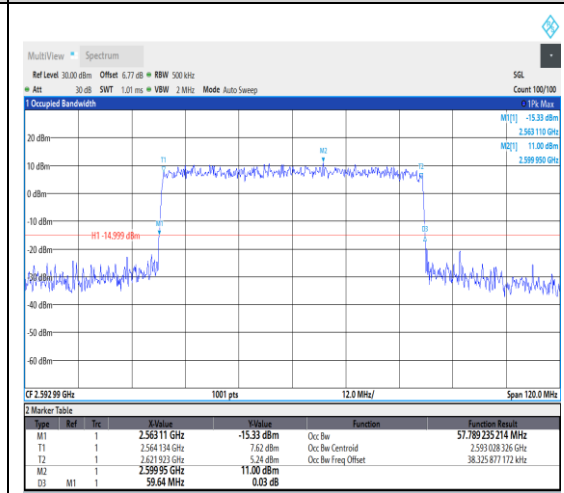 MultiView Spectrum
Ref Level 30.00 dBm Offset 6.77 dB RBW 500 kHz SGL
Att 30 dB SWT 1.01 ms VBW 2 MHz Mode Auto Sweep Count 100/100
1 Occupied Bandwidth 1Pk Max
M1[1] -15.33 dBm
2.563 110 GHz
M2[1] 11.00 dBm
2.599 950 GHz
20 dBm
M2
T1
T2
10 dBm
0 dBm
-10 dBm
M1
D3
H1 -14.999 dBm
-20 dBm
-30 dBm
-40 dBm
-50 dBm
-60 dBm
CF 2.592 99 GHz 1001 pts 12.0 MHz/ Span 120.0 MHz
2 Marker Table
Type Ref Trc X-Value Y-Value Function Function Result
M1 1 2.563 11 GHz -15.33 dBm Occ Bw 57.789 235 214 MHz
T1 1 2.564 134 GHz 7.62 dBm Occ Bw Centroid 2.593 028 326 GHz
T2 1 2.621 923 GHz 5.24 dBm Occ Bw Freq Offset 38.325 877 172 kHz
M2 1 2.599 95 GHz 11.00 dBm
D3 M1 1 59.64 MHz 0.03 dB